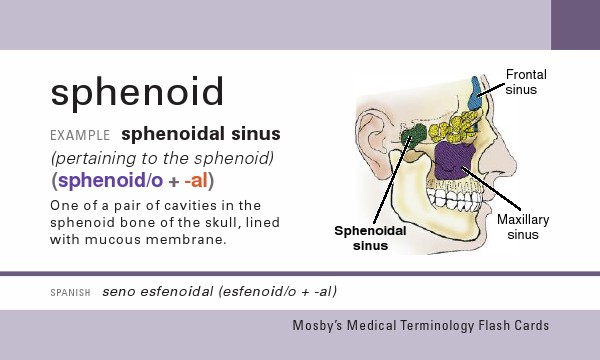 sphenoid
EXAMPLE sphenoidal sinus
(pertaining to the sphenoid)
(sphenoid/o + -al)
One of a pair of cavities in the
sphenoid bone of the skull, lined
with mucous membrane.
Frontal
sinus
Sphenoidal
sinus
Maxillary
sinus
SPANISH seno esfenoidal (esfenoid/o + -al)
Mosby's Medical Terminology Flash Cards